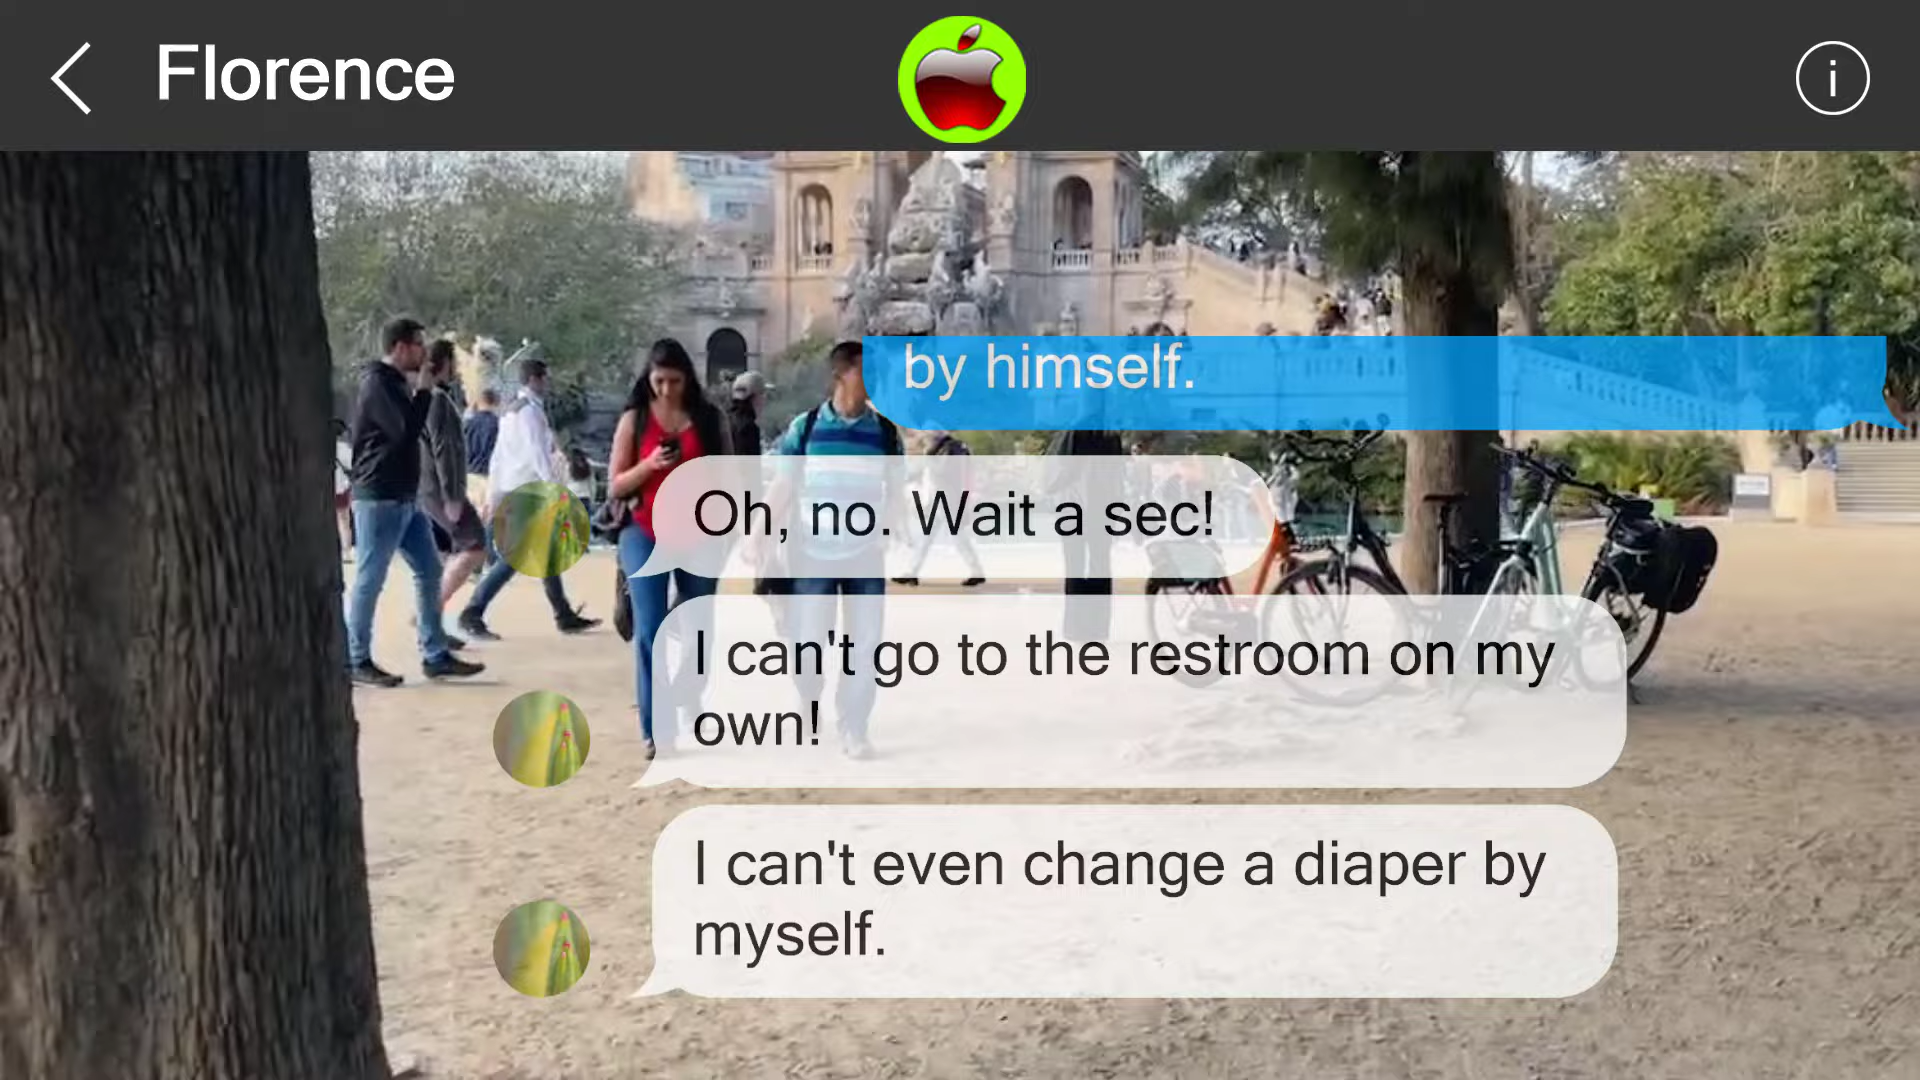 Florence
by himself.
Oh, no. Wait a sec!
I can't go to the restroom on my
own!
I can't even change a diaper by
myself.